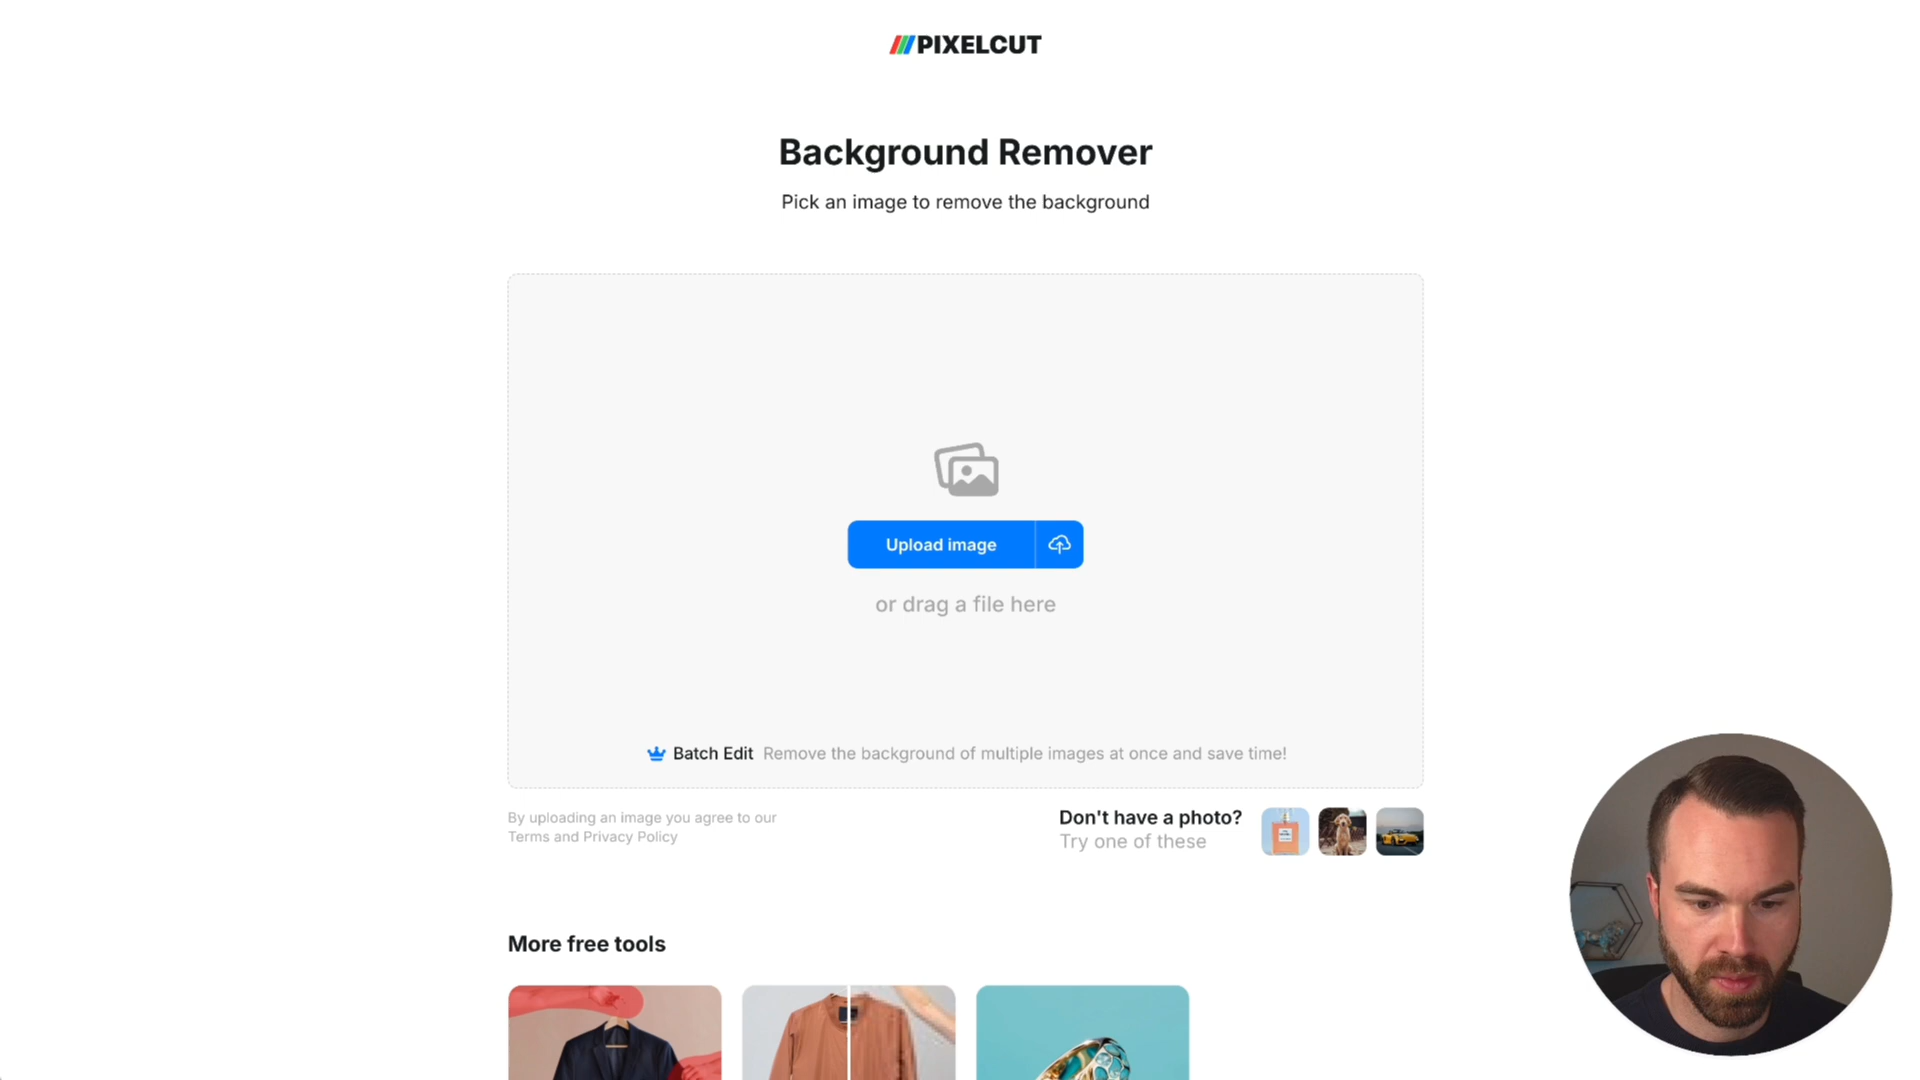 PIXELCUT
Background Remover
Pick an image to remove the background
Upload image
or drag a file here
Batch Edit Remove the background of multiple images at once and save time!
By uploading an image you agree to our
Terms and Privacy Policy
Don't have a photo?
Try one of these
More free tools